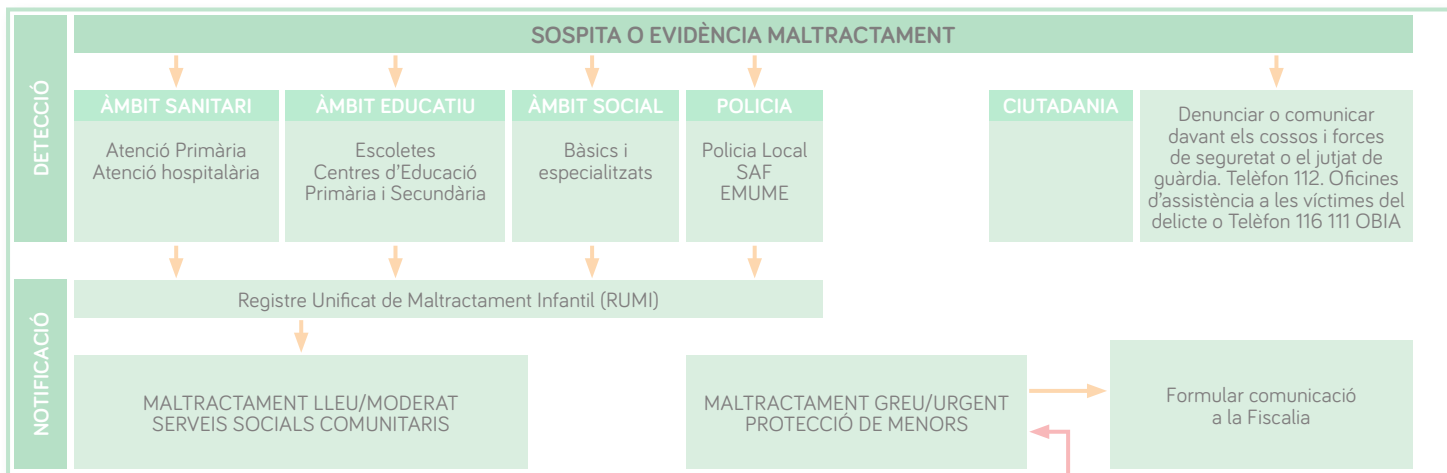 SOSPITA O EVIDÈNCIA MALTRACTAMENT
DETECCIÓ
ÀMBIT SANITARI
Atenció Primària
Atenció hospitalària
ÀMBIT EDUCATIU
Escoletes
Centres d'Educació
Primària i Secundària
ÀMBIT SOCIAL
Bàsics i
especialitzats
POLICIA
Policia Local
SAF
EMUME
CIUTADANIA
Denunciar o comunicar
davant els cossos i forces
de seguretat o el jutjat de
guàrdia. Telèfon 112. Oficines
d'assistència a les víctimes del
delicte o Telèfon 116 111 OBIA
NOTIFICACIÓ
Registre Unificat de Maltractament Infantil (RUMI)
MALTRACTAMENT LLEU/MODERAT
SERVEIS SOCIALS COMUNITARIS
MALTRACTAMENT GREU/URGENT
PROTECCIÓ DE MENORS
Formular comunicació
a la Fiscalia